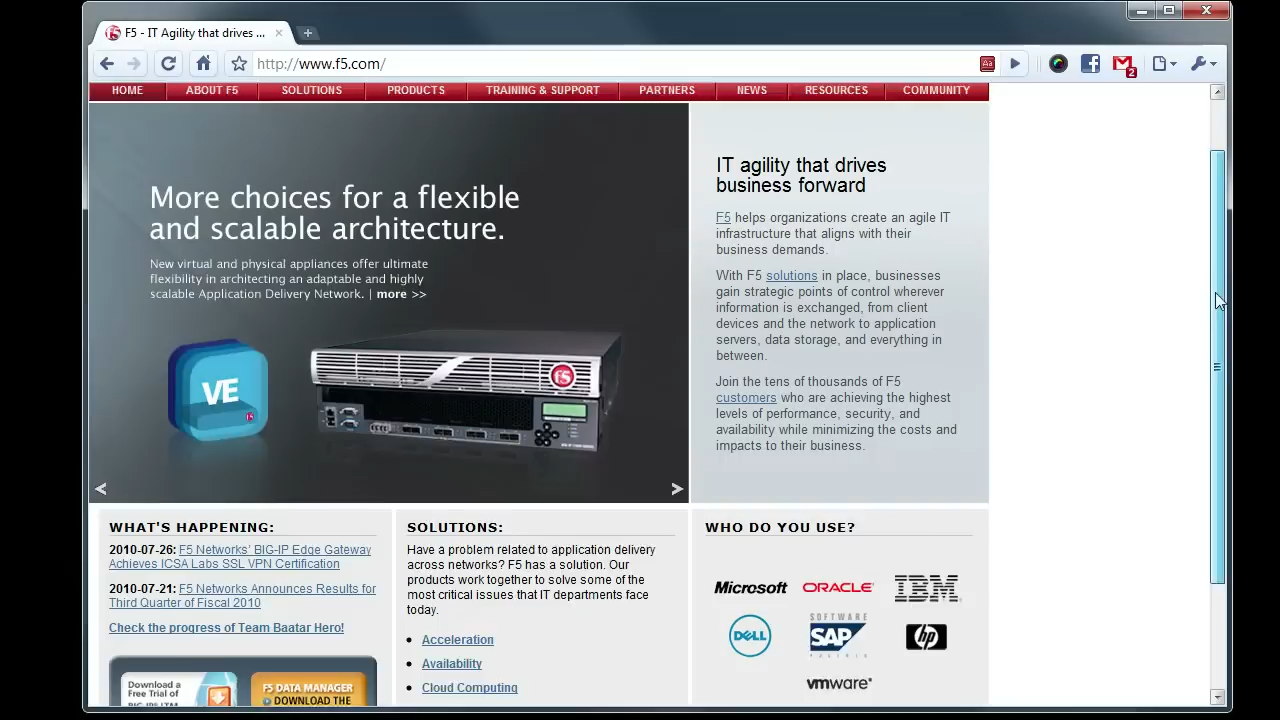 F5 - IT Agility that drives ...
http://www.f5.com/
2
HOME ABOUT F5 SOLUTIONS PRODUCTS TRAINING & SUPPORT PARTNERS NEWS RESOURCES COMMUNITY
More choices for a flexible
and scalable architecture.
New virtual and physical appliances offer ultimate
flexibility in architecting an adaptable and highly
scalable Application Delivery Network. | more >>
VE
f5
IT agility that drives
business forward
F5 helps organizations create an agile IT
infrastructure that aligns with their
business demands.
With F5 solutions in place, businesses
gain strategic points of control wherever
information is exchanged, from client
devices and the network to application
servers, data storage, and everything in
between.
Join the tens of thousands of F5
customers who are achieving the highest
levels of performance, security, and
availability while minimizing the costs and
impacts to their business.
WHAT'S HAPPENING:
2010-07-26: F5 Networks' BIG-IP Edge Gateway
Achieves ICSA Labs SSL VPN Certification
2010-07-21: F5 Networks Announces Results for
Third Quarter of Fiscal 2010
Check the progress of Team Baatar Hero!
Download a
Free Trial of
F5 DATA MANAGER
DOWNLOAD THE
SOLUTIONS:
Have a problem related to application delivery
across networks? F5 has a solution. Our
products work together to solve some of the
most critical issues that IT departments face
today.
Acceleration
Availability
Cloud Computing
WHO DO YOU USE?
Microsoft ORACLE IBM
DELL SOFTWARE SAP hp
vmware